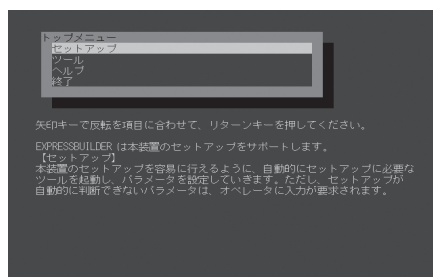 トップメニュー
セットアップ
ツール
ヘルプ
終了
矢印キーで反転を項目に合わせて、リターンキーを押してください。
EXPRESSBUILDER は本装置のセットアップをサポートします。
【セットアップ】
本装置のセットアップを容易に行えるように、自動的にセットアップに必要な
ツールを起動し、パラメータを設定していきます。ただし、セットアップが
自動的に判断できないパラメータは、オペレータに入力が要求されます。